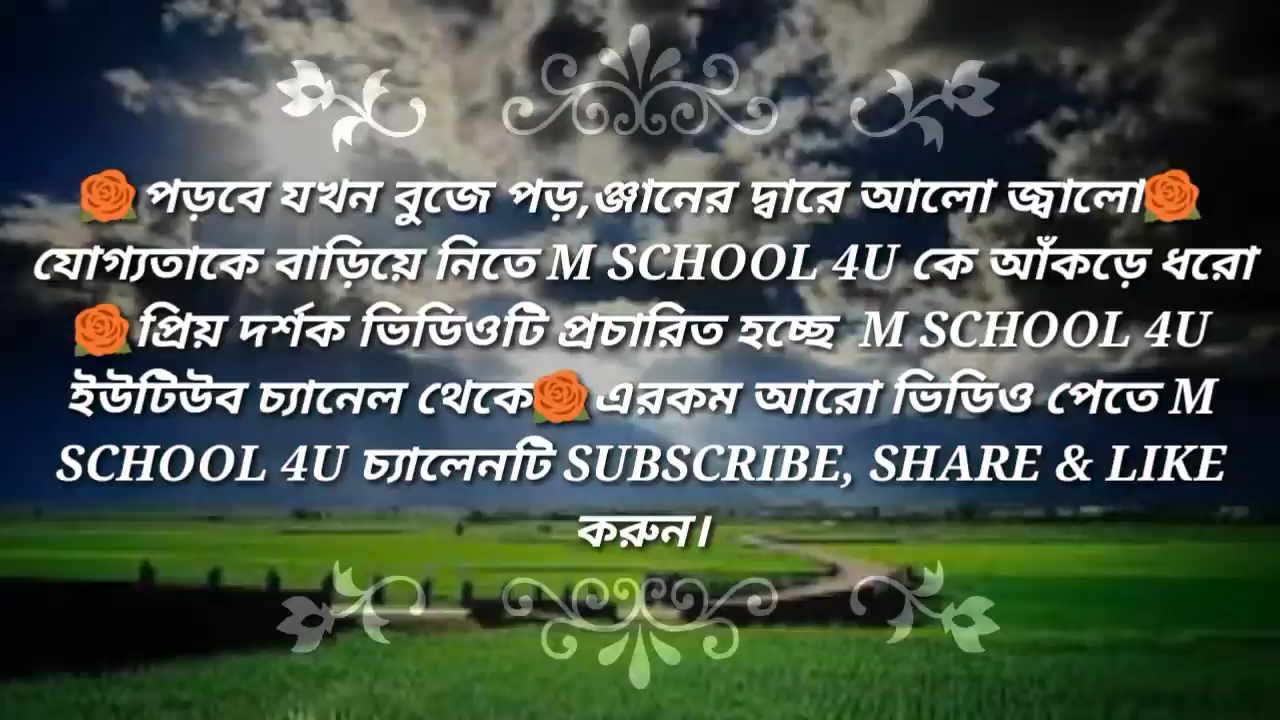 🌹পড়বে যখন বুজে পড়,ঞ্জানের দ্বারে আলো জ্বালো🌹
যোগ্যতাকে বাড়িয়ে নিতে M SCHOOL 4U কে আঁকড়ে ধরো
🌹প্রিয় দর্শক ভিডিওটি প্রচারিত হচ্ছে M SCHOOL 4U
ইউটিউব চ্যানেল থেকে🌹এরকম আরো ভিডিও পেতে M
SCHOOL 4U চ্যালেনটি SUBSCRIBE, SHARE & LIKE
করুন।